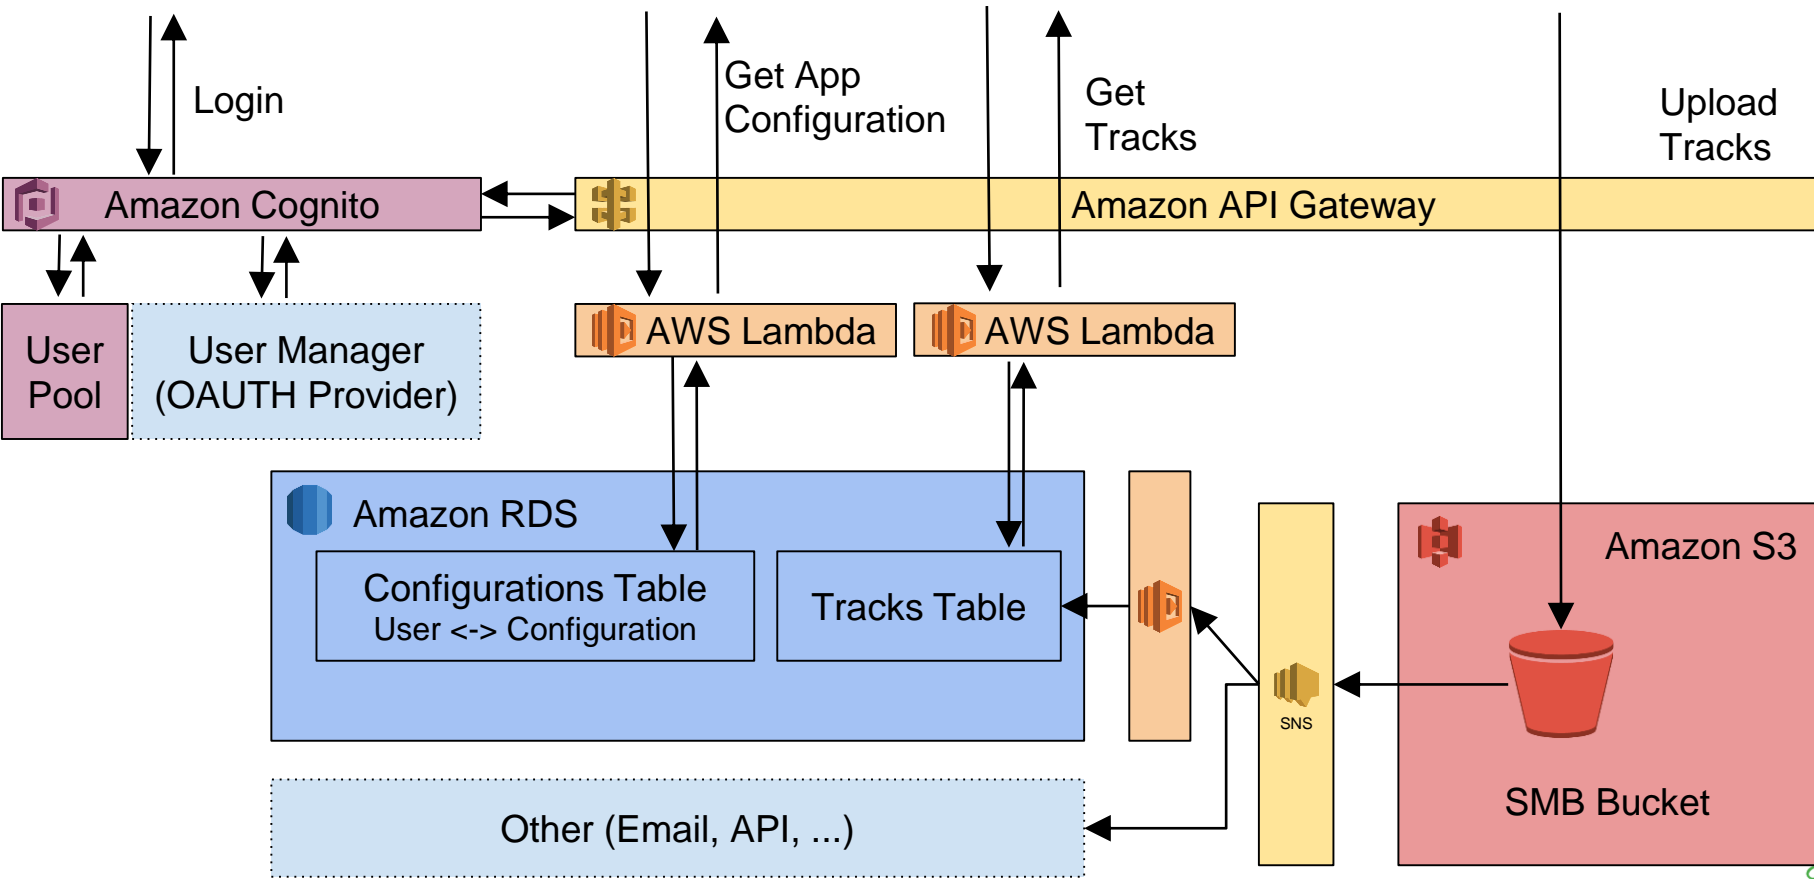 Login
Get App
Configuration
Get
Tracks
Upload
Tracks
Amazon Cognito
Amazon API Gateway
User
Pool
User Manager
(OAUTH Provider)
AWS Lambda
AWS Lambda
Amazon RDS
Configurations Table
User <-> Configuration
Tracks Table
SNS
Amazon S3
SMB Bucket
Other (Email, API, ...)